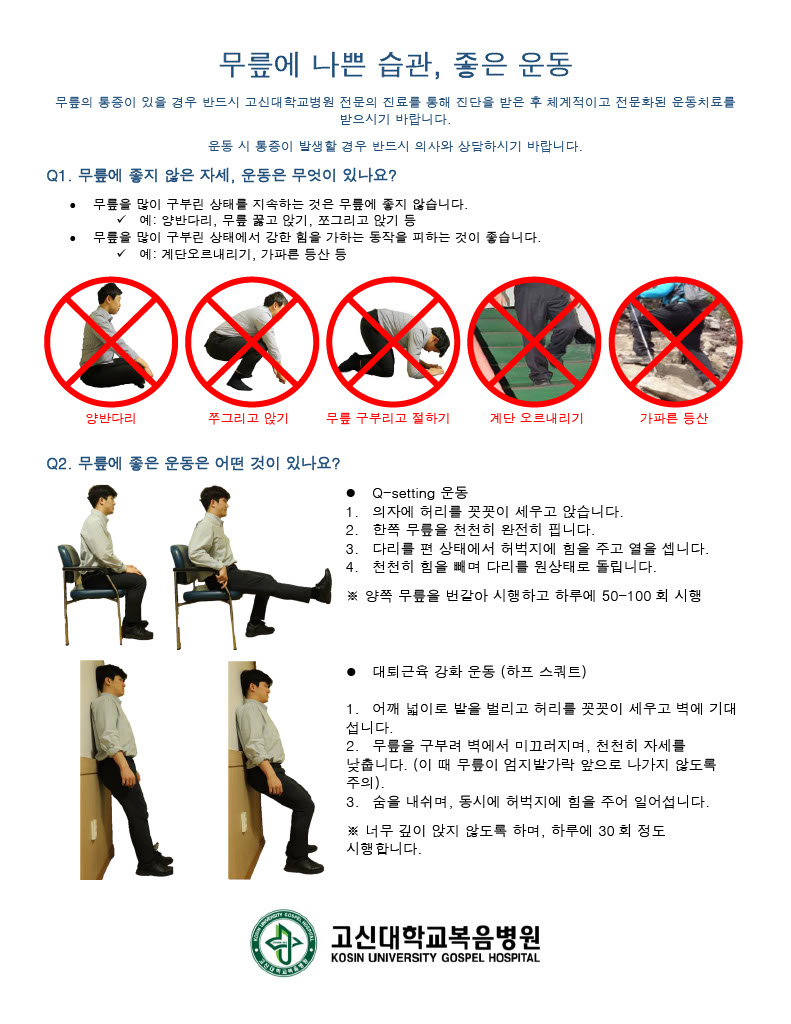 무릎에 나쁜 습관, 좋은 운동
무릎의 통증이 있을 경우 반드시 고신대학교병원 전문의 진료를 통해 진단을 받은 후 체계적이고 전문화된 운동치료를
받으시기 바랍니다.
운동 시 통증이 발생할 경우 반드시 의사와 상담하시기 바랍니다.
Q1. 무릎에 좋지 않은 자세, 운동은 무엇이 있나요?
● 무릎을 많이 구부린 상태를 지속하는 것은 무릎에 좋지 않습니다.
✓ 예: 양반다리, 무릎 꿇고 앉기, 쪼그리고 앉기 등
● 무릎을 많이 구부린 상태에서 강한 힘을 가하는 동작을 피하는 것이 좋습니다.
✓ 예: 계단오르내리기, 가파른 등산 등
양반다리 쭈그리고 앉기 무릎 구부리고 절하기 계단 오르내리기 가파른 등산
Q2. 무릎에 좋은 운동은 어떤 것이 있나요?
● Q-setting 운동
1. 의자에 허리를 꼿꼿이 세우고 앉습니다.
2. 한쪽 무릎을 천천히 완전히 핍니다.
3. 다리를 편 상태에서 허벅지에 힘을 주고 열을 셉니다.
4. 천천히 힘을 빼며 다리를 원상태로 돌립니다.
※ 양쪽 무릎을 번갈아 시행하고 하루에 50-100회 시행
● 대퇴근육 강화 운동 (하프 스쿼트)
1. 어깨 넓이로 발을 벌리고 허리를 꼿꼿이 세우고 벽에 기대
섭니다.
2. 무릎을 구부려 벽에서 미끄러지며, 천천히 자세를
낮춥니다. (이 때 무릎이 엄지발가락 앞으로 나가지 않도록
주의).
3. 숨을 내쉬며, 동시에 허벅지에 힘을 주어 일어섭니다.
※ 너무 깊이 앉지 않도록 하며, 하루에 30회 정도
시행합니다.
KOSIN UNIVERSITY GOSPEL HOSPITAL
고신대학교복음병원
고신대학교복음병원
KOSIN UNIVERSITY GOSPEL HOSPITAL